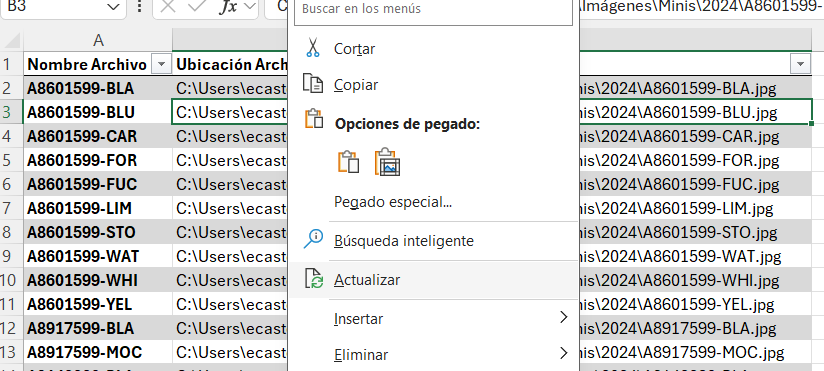 B3 fx C \Imágenes\Minis\2024\A8601599-
Buscar en los menús
A
1 Nombre Archivo Ubicación Arch
2 A8601599-BLA C:\Users\ecast nis\2024\A8601599-BLA.jpg
3 A8601599-BLU C:\Users\ecast nis\2024\A8601599-BLU.jpg
4 A8601599-CAR C:\Users\ecast nis\2024\A8601599-CAR.jpg
5 A8601599-FOR C:\Users\ecast nis\2024\A8601599-FOR.jpg
6 A8601599-FUC C:\Users\ecast nis\2024\A8601599-FUC.jpg
7 A8601599-LIM C:\Users\ecast nis\2024\A8601599-LIM.jpg
8 A8601599-STO C:\Users\ecast nis\2024\A8601599-STO.jpg
9 A8601599-WAT C:\Users\ecast nis\2024\A8601599-WAT.jpg
10 A8601599-WHI C:\Users\ecast nis\2024\A8601599-WHI.jpg
11 A8601599-YEL C:\Users\ecast nis\2024\A8601599-YEL.jpg
12 A8917599-BLA C:\Users\ecast nis\2024\A8917599-BLA.jpg
13 A8917599-MOC C:\Users\ecast nis\2024\A8917599-MOC.jpg
Cortar
Copiar
Opciones de pegado:
Pegado especial...
Búsqueda inteligente
Actualizar
Insertar
Eliminar